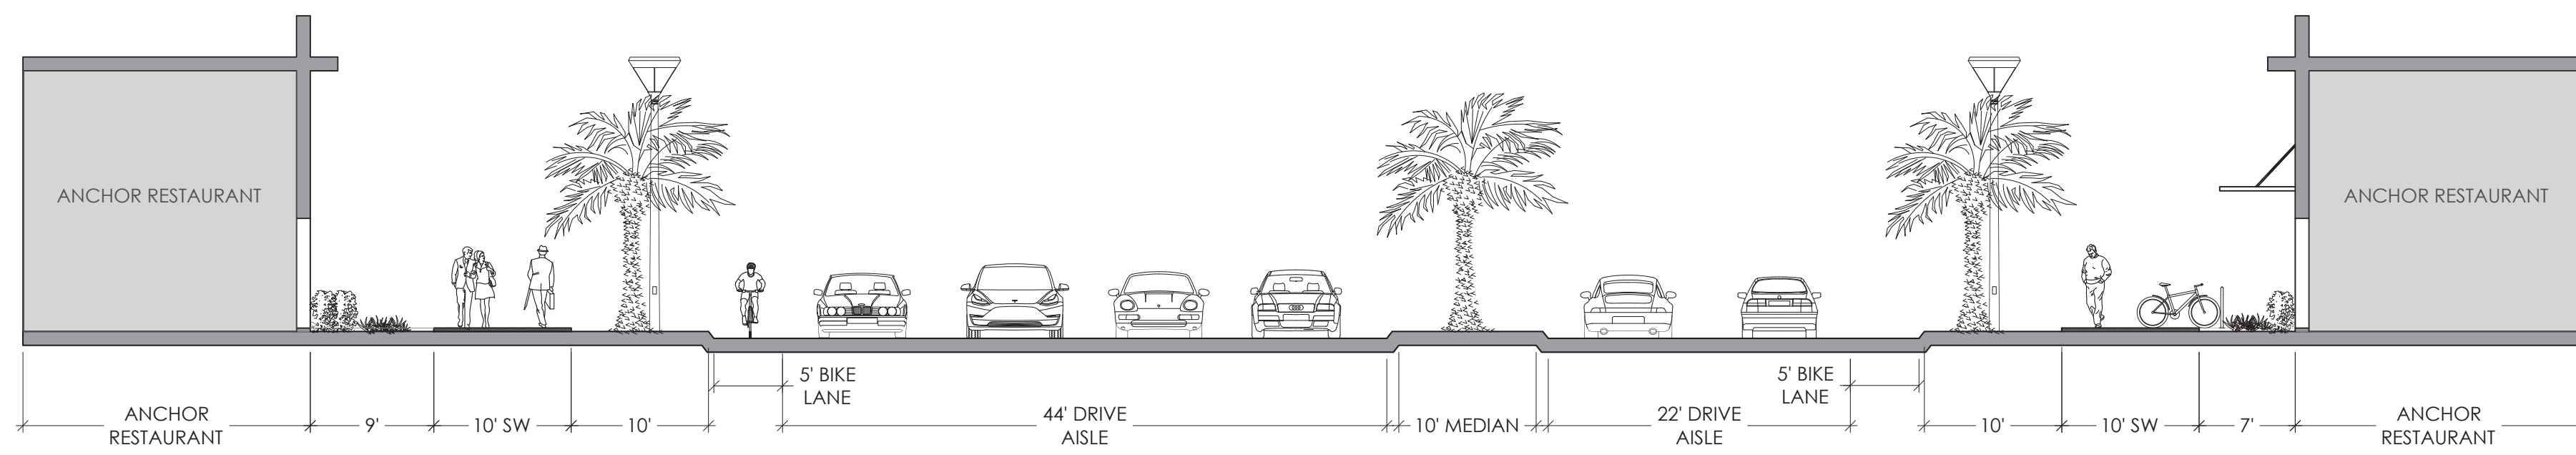 ANCHOR RESTAURANT
ANCHOR RESTAURANT
5' BIKE
LANE
5' BIKE
LANE
ANCHOR
RESTAURANT
9'
10' SW
10'
44' DRIVE
AISLE
10' MEDIAN
22' DRIVE
AISLE
10'
10' SW
7'
ANCHOR
RESTAURANT